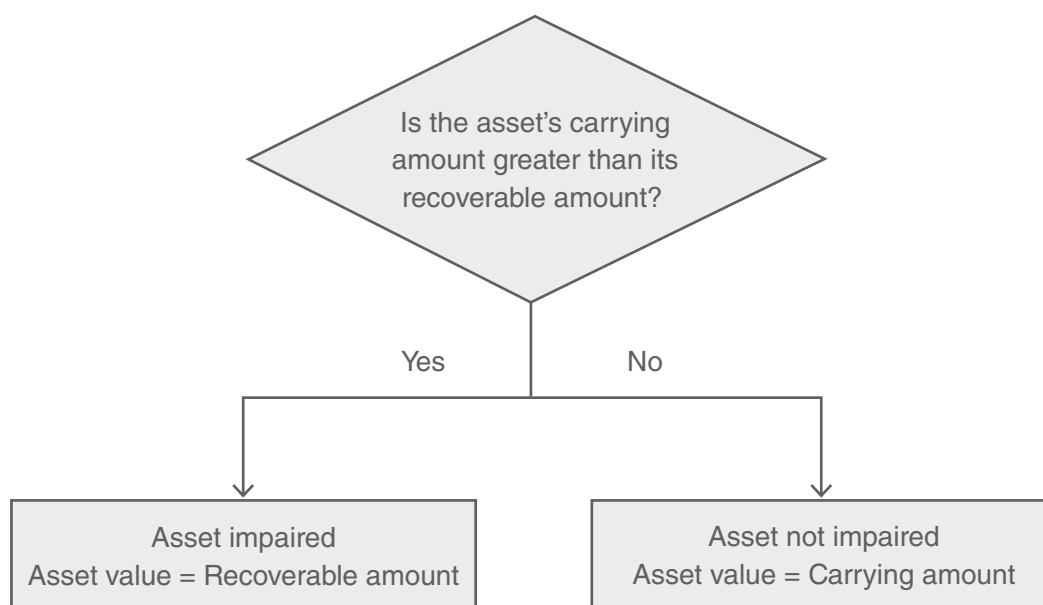 Is the asset’s carrying
amount greater than its
recoverable amount?
Yes
No
Asset impaired
Asset value = Recoverable amount
Asset not impaired
Asset value = Carrying amount